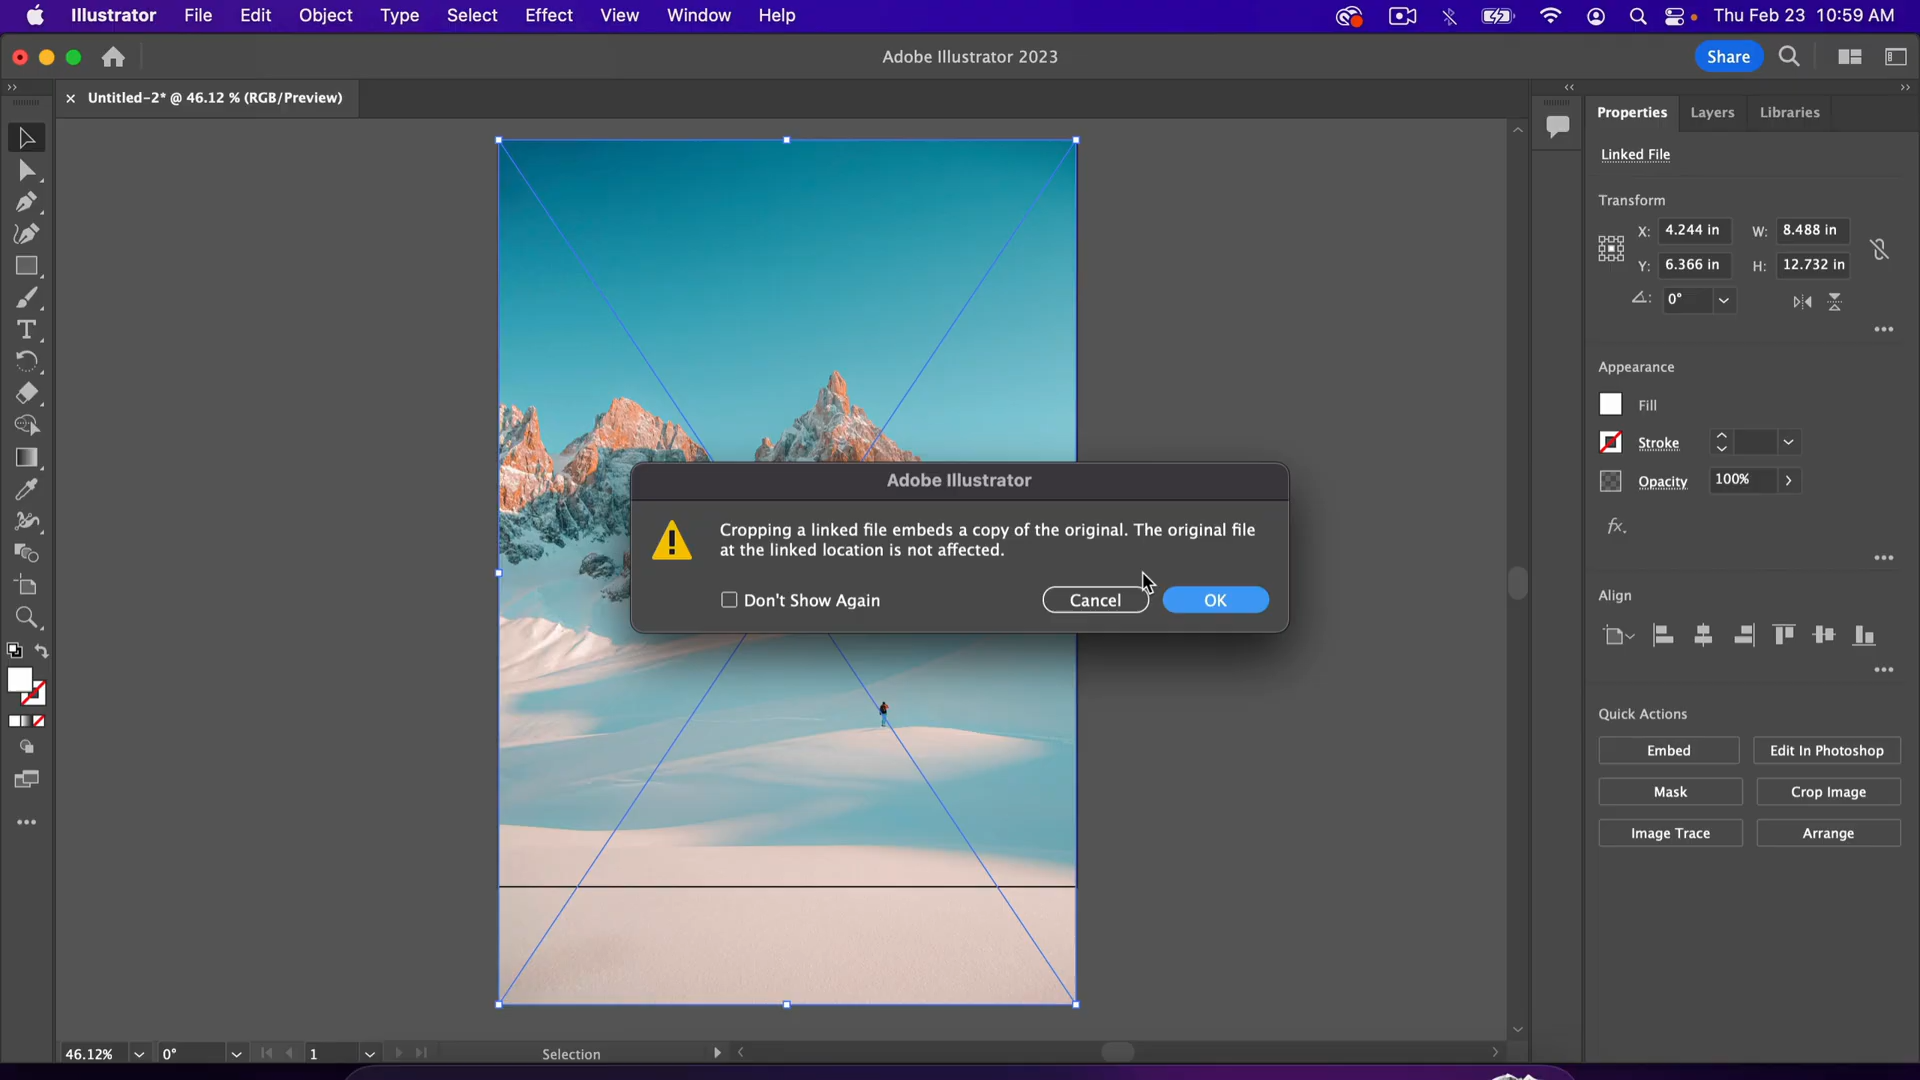 Illustrator File Edit Object Type Select Effect View Window Help
Thu Feb 23 10:59 AM
Adobe Illustrator 2023
Share
× Untitled-2* @ 46.12 % (RGB/Preview)
Properties Layers Libraries
Linked File
Transform
X: 4.244 in W: 8.488 in
Y: 6.366 in H: 12.732 in
0°
Appearance
Fill
Stroke
Opacity 100%
fx.
Adobe Illustrator
Cropping a linked file embeds a copy of the original. The original file
at the linked location is not affected.
Don't Show Again
Cancel
OK
Align
Quick Actions
Embed Edit In Photoshop
Mask Crop Image
Image Trace Arrange
46.12% 0° 1 Selection